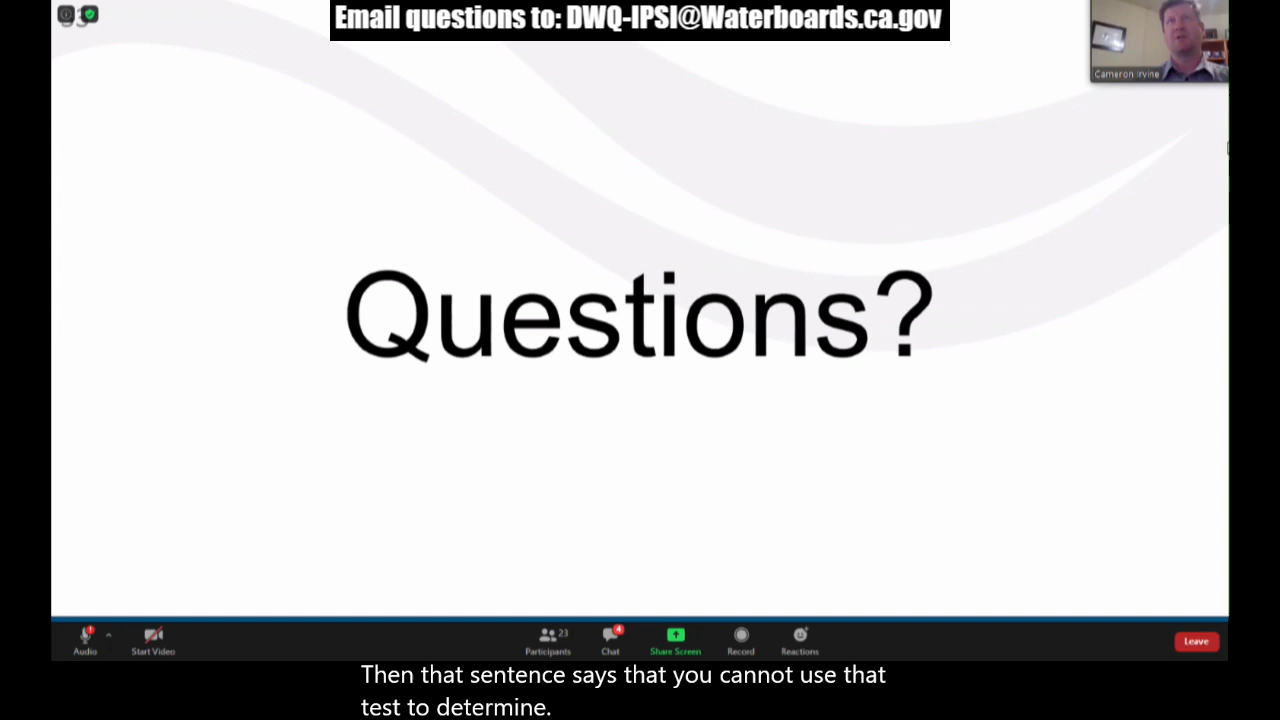 Email questions to: DWQ-IPSI@Waterboards.ca.gov
Cameron Irvine
Questions?
Audio
Start Video
Participants
23
Chat
4
Share Screen
Record
Reactions
Leave
Then that sentence says that you cannot use that
test to determine.